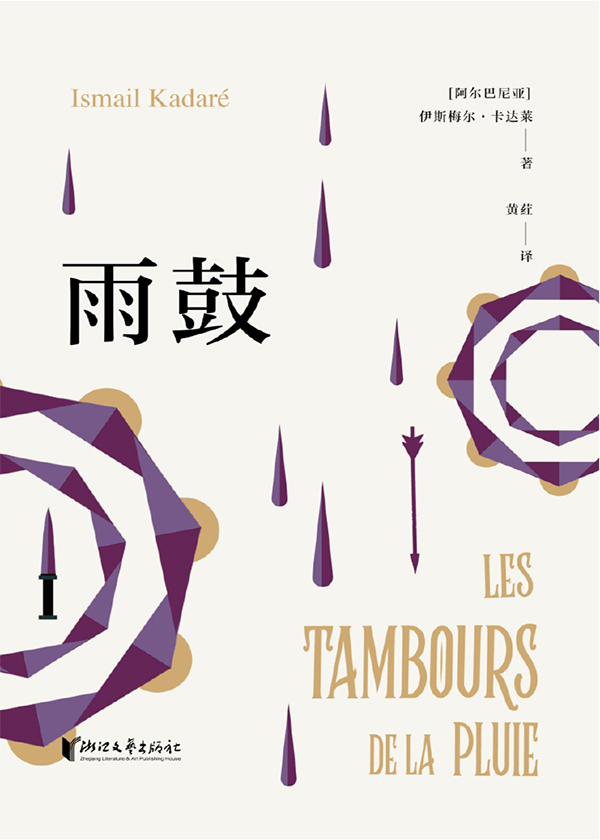 Ismail Kadaré
[阿尔巴尼亚]
伊斯梅尔·卡达莱
著
黄荭
译
雨鼓
LES
TAMBOURS
DE LA PLUIE
浙江文艺出版社
Zhejiang Literature & Art Publishing House